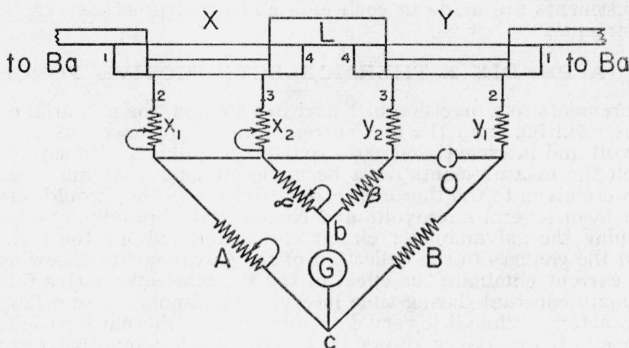 X L Y
to Ba 1 4 4 1 to Ba
2 3 3 2
x₁ x₂ y₂ y₁
α β O
b
A G B
c